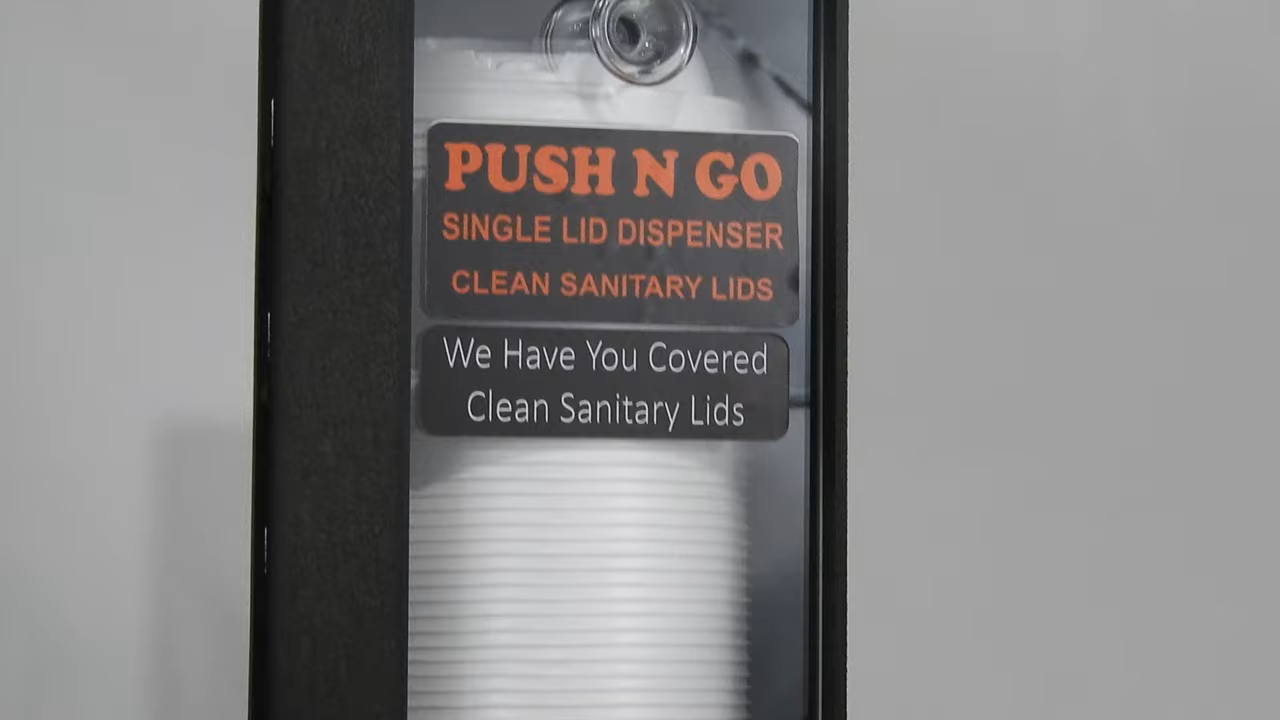 PUSH N GO
SINGLE LID DISPENSER
CLEAN SANITARY LIDS
We Have You Covered
Clean Sanitary Lids